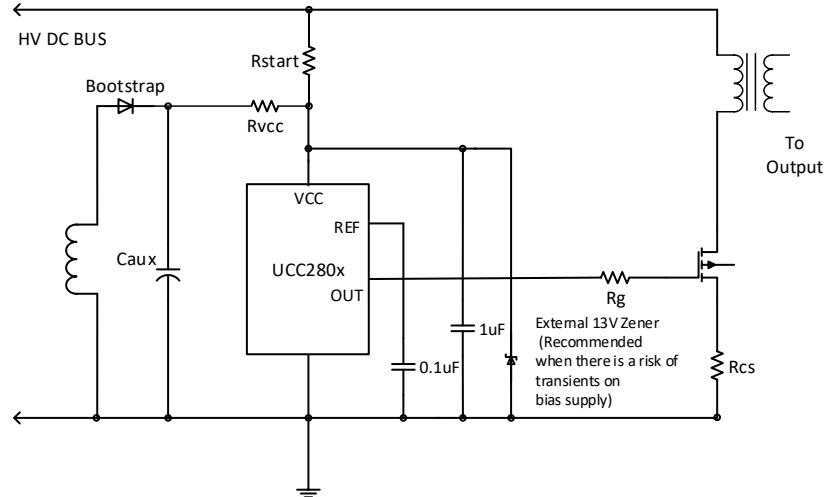 HV DC BUS
Rstart
Bootstrap
Rvcc
To
Output
VCC
REF
UCC280x
Caux
OUT
Rg
1uF
External 13V Zener
(Recommended
when there is a risk of
transients on
bias supply)
0.1uF
Rcs